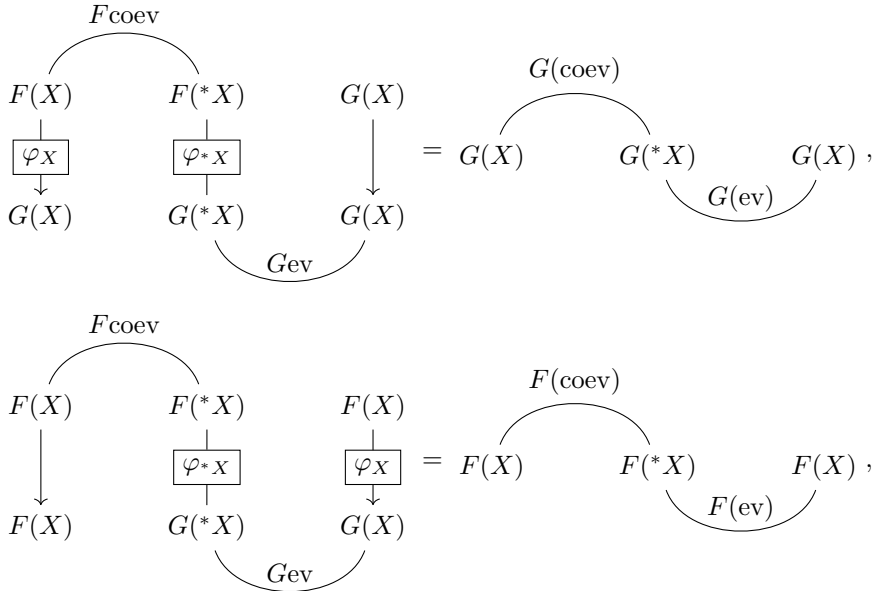 Fcoev
F(X) F(*X) G(X)
φ_X φ_{*X}
G(X) G(*X) G(X)
Gev
= G(coev)
G(X) G(*X) G(X) ,
G(ev)
Fcoev
F(X) F(*X) F(X)
φ_{*X} φ_X
F(X) G(*X) G(X)
Gev
= F(coev)
F(X) F(*X) F(X) ,
F(ev)